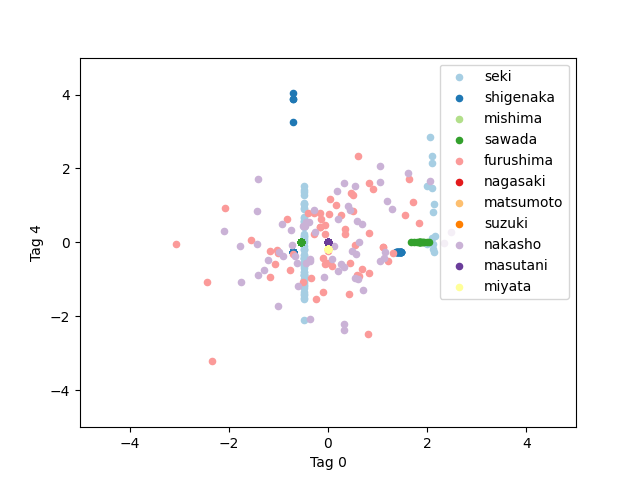 seki
shigenaka
mishima
sawada
furushima
nagasaki
matsumoto
suzuki
nakasho
masutani
miyata
4
2
0
−2
−4
Tag 4
−4
−2
0
2
4
Tag 0